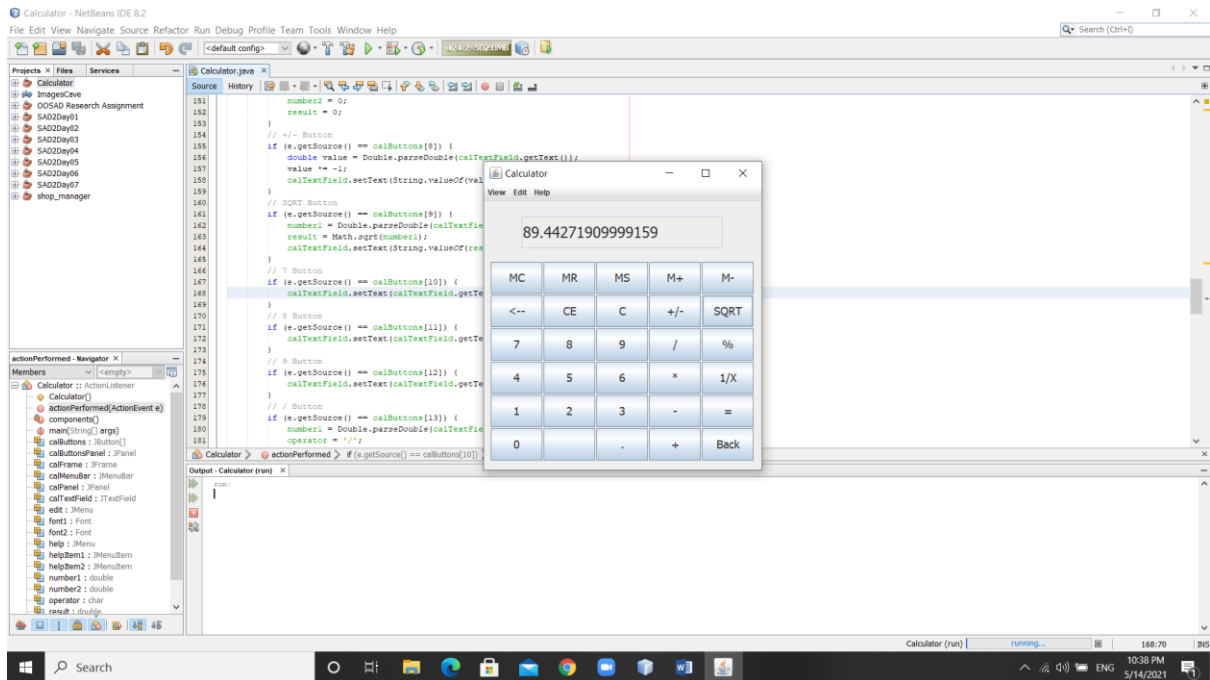 Calculator - NetBeans IDE 8.2
File Edit View Navigate Source Refactor Run Debug Profile Team Tools Window Help
Search (Ctrl+I)
<default config>
Projects Files Services
Calculator.java
Calculator
ImagesCave
OOSAD Research Assignment
SAD2Day01
SAD2Day02
SAD2Day03
SAD2Day04
SAD2Day05
SAD2Day06
SAD2Day07
shop_manager
Source History
151 number2 = 0;
152 result = 0;
153 }
154 // +/- Button
155 if (e.getSource() == calButtons[8]) {
156 double value = Double.parseDouble(calTextField.getText());
157 value *= -1;
158 calTextField.setText(String.valueOf(val
159 }
160 // SQRT Button
161 if (e.getSource() == calButtons[9]) {
162 number1 = Double.parseDouble(calTextFie
163 result = Math.sqrt(number1);
164 calTextField.setText(String.valueOf(res
165 }
166 // 7 Button
167 if (e.getSource() == calButtons[10]) {
168 calTextField.setText(calTextField.getTe
169 }
170 // 8 Button
171 if (e.getSource() == calButtons[11]) {
172 calTextField.setText(calTextField.getTe
173 }
174 // 9 Button
175 if (e.getSource() == calButtons[12]) {
176 calTextField.setText(calTextField.getTe
177 }
178 // / Button
179 if (e.getSource() == calButtons[13]) {
180 number1 = Double.parseDouble(calTextFie
181 operator = '/';
Calculator
View Edit Help
89.44271909999159
MC MR MS M+ M-
<-- CE C +/- SQRT
7 8 9 / %
4 5 6 * 1/X
1 2 3 - =
0 . + Back
actionPerformed - Navigator
Members <empty>
Calculator :: ActionListener
Calculator()
actionPerformed(ActionEvent e)
components()
main(String[] args)
calButtons : JButton[]
calButtonsPanel : JPanel
calFrame : JFrame
calMenuBar : JMenuBar
calPanel : JPanel
calTextField : JTextField
edit : JMenu
font1 : Font
font2 : Font
help : JMenu
helpItem1 : JMenuItem
helpItem2 : JMenuItem
number1 : double
number2 : double
operator : char
result : double
Calculator actionPerformed if (e.getSource() == calButtons[10])
Output - Calculator (run)
run:
Calculator (run) running... 168:70 INS
Search
ENG
10:38 PM
5/14/2021